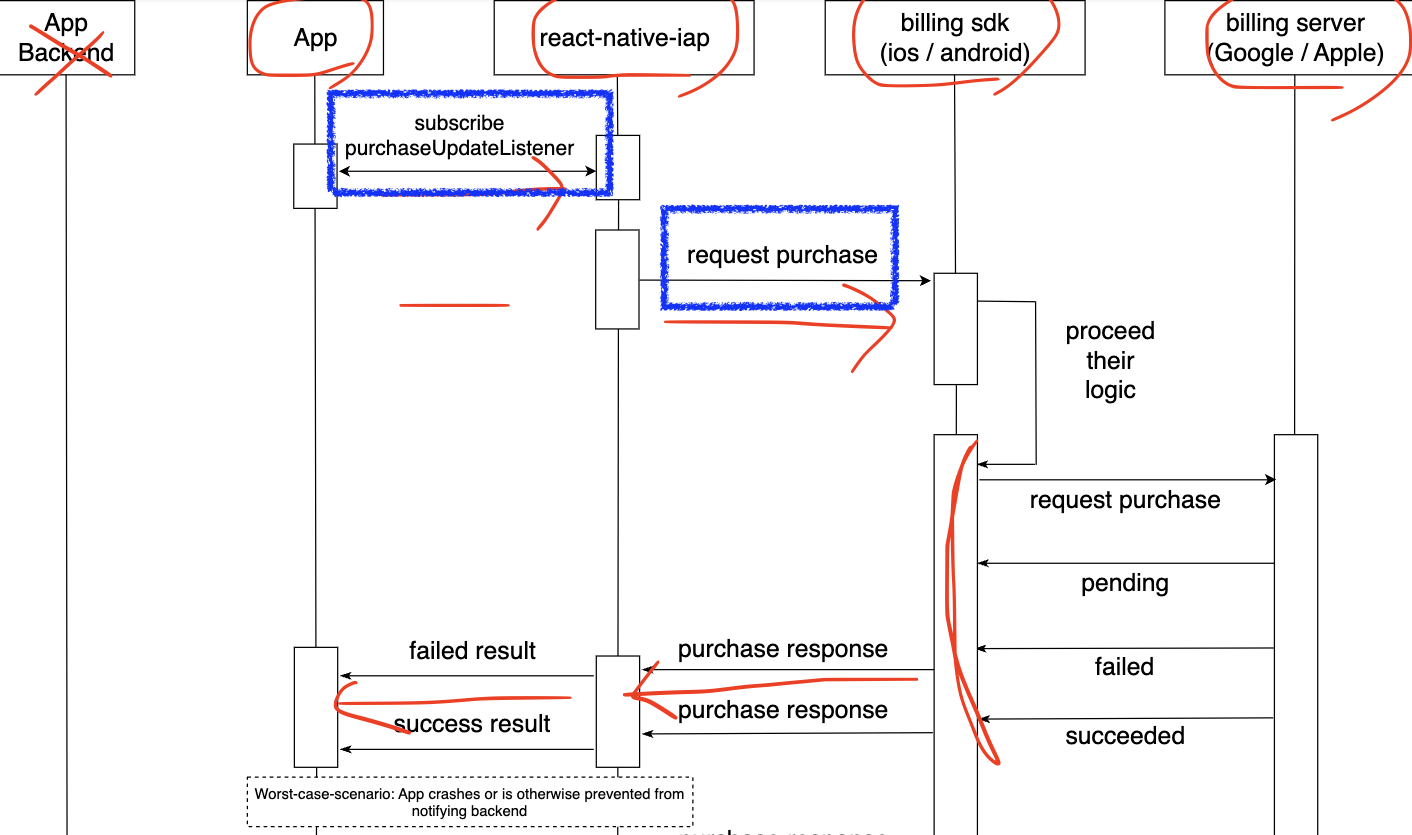 App
Backend
App
react-native-iap
billing sdk
(ios / android)
billing server
(Google / Apple)
subscribe
purchaseUpdateListener
request purchase
proceed
their
logic
request purchase
pending
failed result
purchase response
failed
success result
purchase response
succeeded
Worst-case-scenario: App crashes or is otherwise prevented from
notifying backend
purchase response